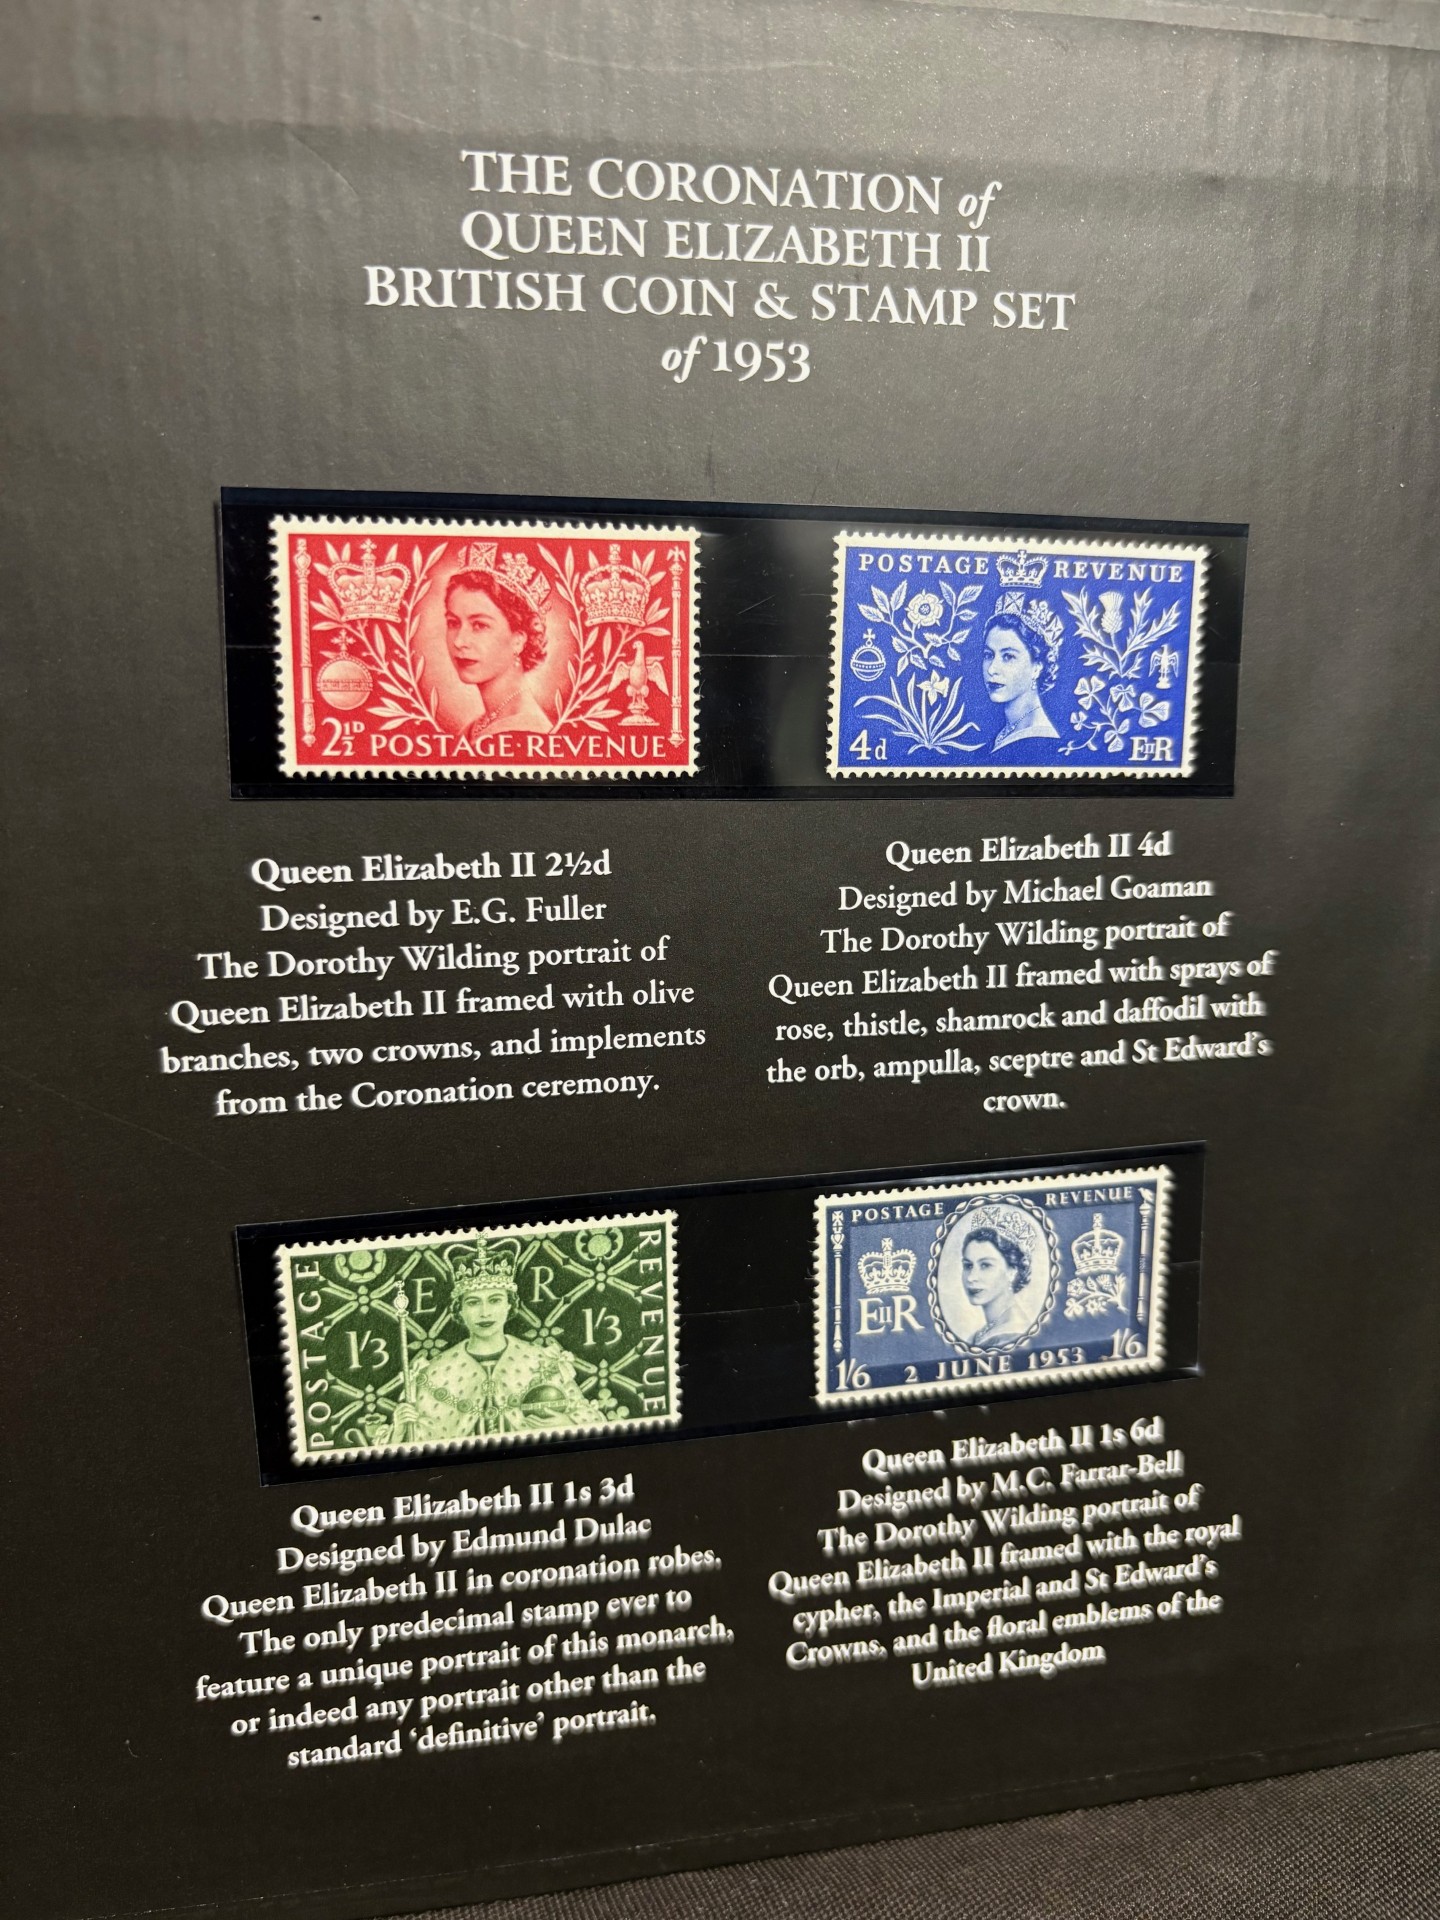 THE CORONATION of
QUEEN ELIZABETH II
BRITISH COIN & STAMP SET
of 1953
2½D POSTAGE·REVENUE
POSTAGE REVENUE
4d EIIR
Queen Elizabeth II 2½d
Designed by E.G. Fuller
The Dorothy Wilding portrait of
Queen Elizabeth II framed with olive
branches, two crowns, and implements
from the Coronation ceremony.
Queen Elizabeth II 4d
Designed by Michael Goaman
The Dorothy Wilding portrait of
Queen Elizabeth II framed with sprays of
rose, thistle, shamrock and daffodil with
the orb, ampulla, sceptre and St Edward's
crown.
POSTAGE
E R
1/3 1/3
REVENUE
POSTAGE REVENUE
EIIR
1/6 2 JUNE 1953 1/6
Queen Elizabeth II 1s 3d
Designed by Edmund Dulac
Queen Elizabeth II in coronation robes.
The only predecimal stamp ever to
feature a unique portrait of this monarch,
or indeed any portrait other than the
standard 'definitive' portrait.
Queen Elizabeth II 1s 6d
Designed by M.C. Farrar-Bell
The Dorothy Wilding portrait of
Queen Elizabeth II framed with the royal
cypher, the Imperial and St Edward's
Crowns, and the floral emblems of the
United Kingdom